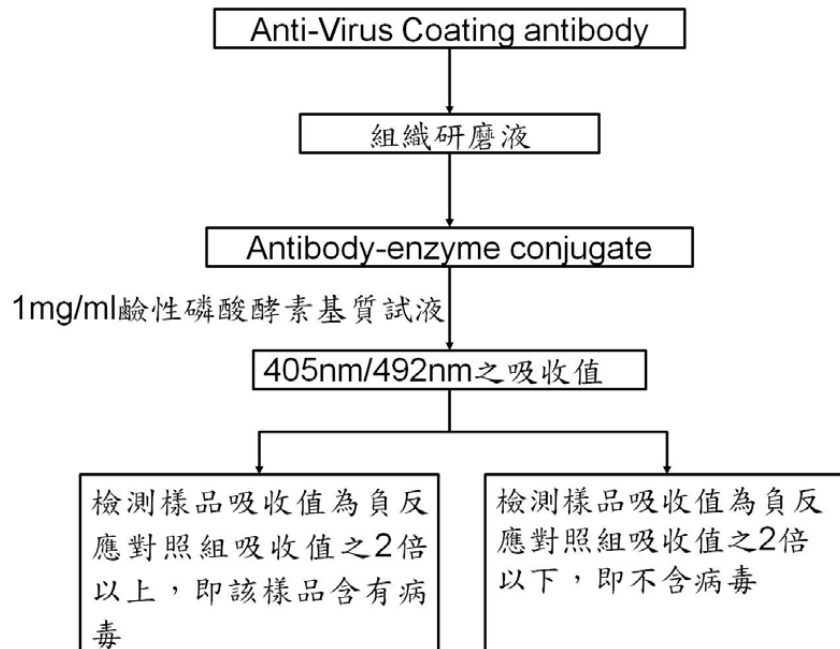 Anti-Virus Coating antibody
組織研磨液
Antibody-enzyme conjugate
1mg/ml鹼性磷酸酵素基質試液
405nm/492nm之吸收值
檢測樣品吸收值為負反
應對照組吸收值之2倍
以上，即該樣品含有病
毒
檢測樣品吸收值為負反
應對照組吸收值之2倍
以下，即不含病毒